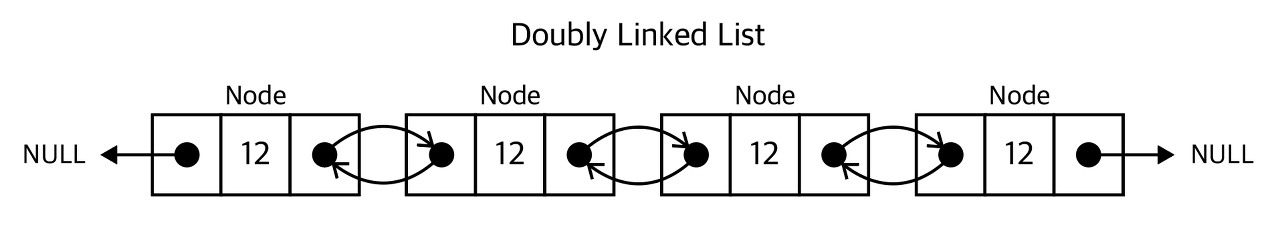 Doubly Linked List
Node Node Node Node
NULL 12 12 12 12 NULL